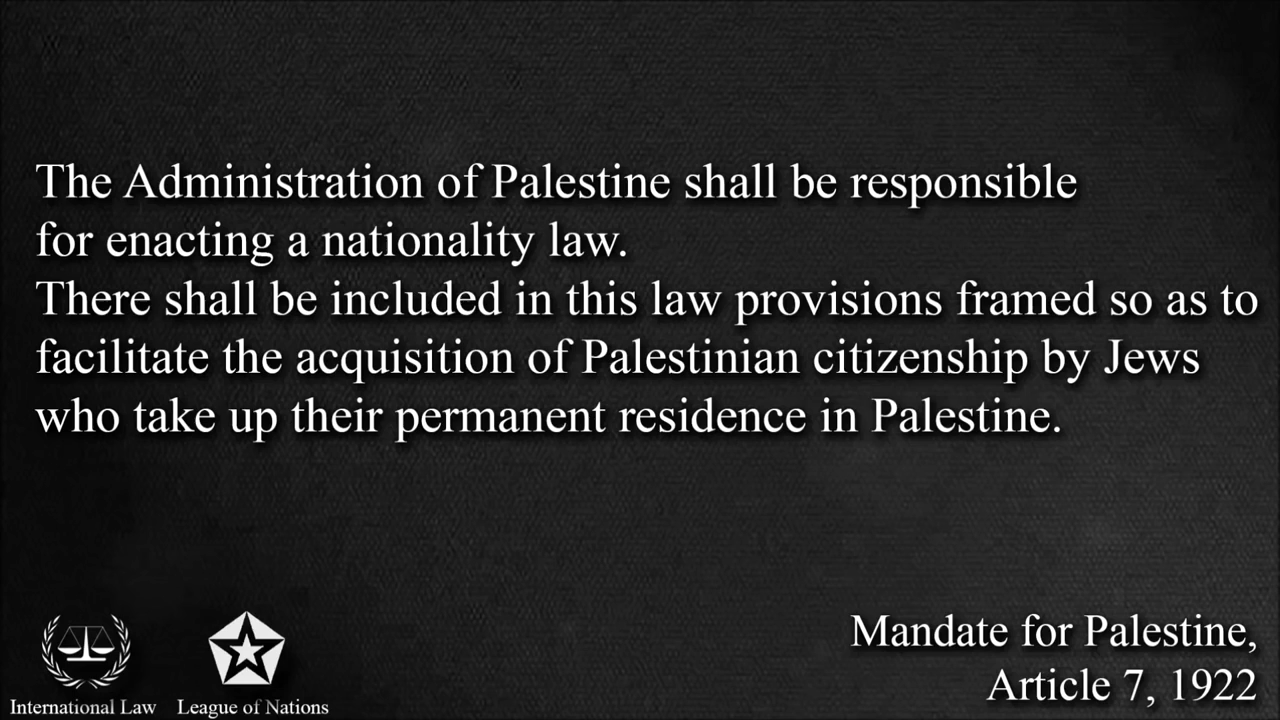 The Administration of Palestine shall be responsible
for enacting a nationality law.
There shall be included in this law provisions framed so as to
facilitate the acquisition of Palestinian citizenship by Jews
who take up their permanent residence in Palestine.
Mandate for Palestine,
Article 7, 1922
International Law
League of Nations